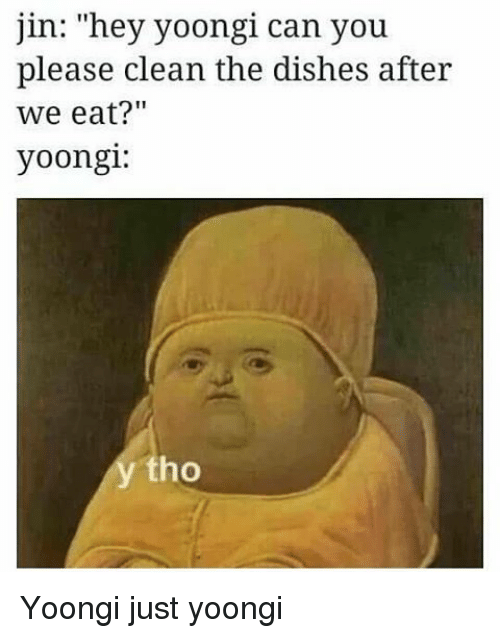 jin: "hey yoongi can you
please clean the dishes after
we eat?"
yoongi:
y tho
Yoongi just yoongi